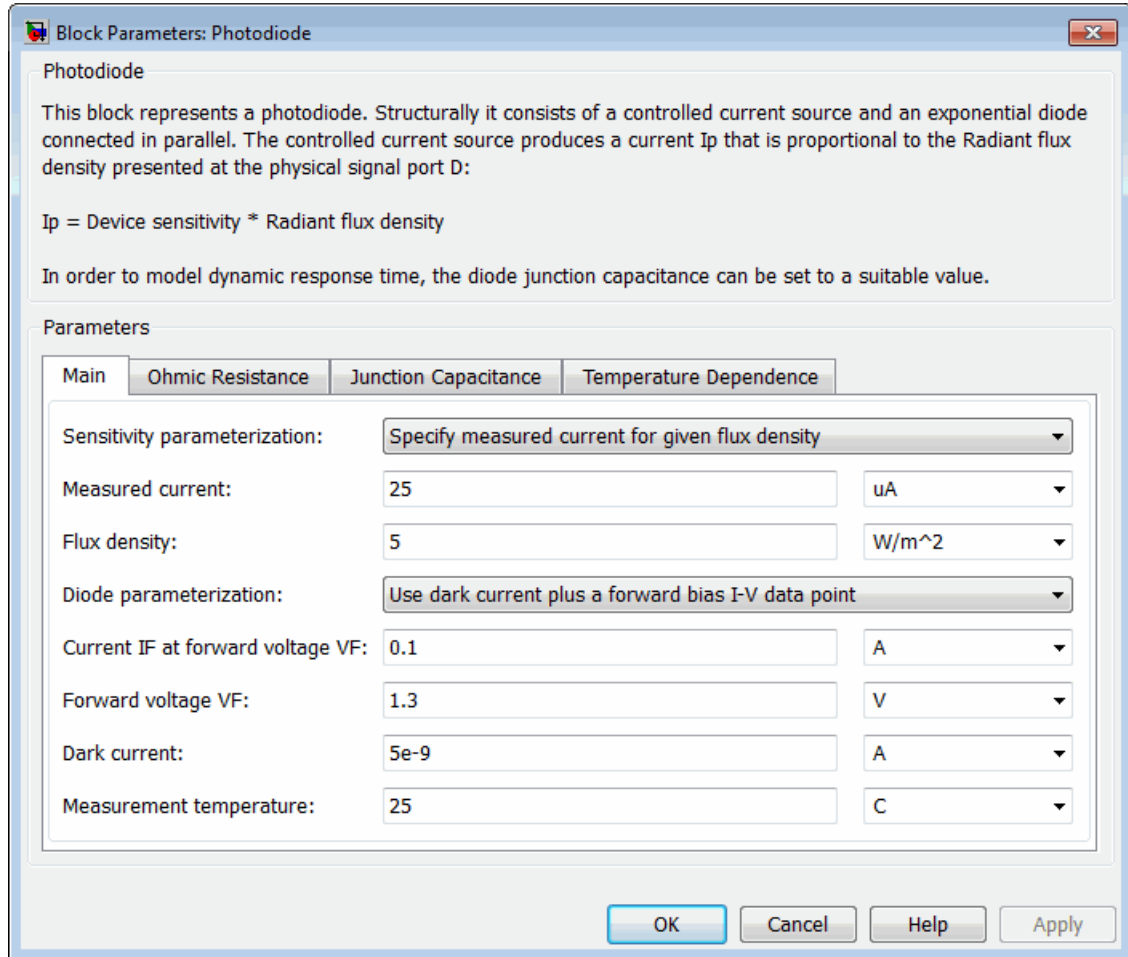 Block Parameters: Photodiode
Photodiode
This block represents a photodiode. Structurally it consists of a controlled current source and an exponential diode
connected in parallel. The controlled current source produces a current Ip that is proportional to the Radiant flux
density presented at the physical signal port D:
Ip = Device sensitivity * Radiant flux density
In order to model dynamic response time, the diode junction capacitance can be set to a suitable value.
Parameters
Main Ohmic Resistance Junction Capacitance Temperature Dependence
Sensitivity parameterization: Specify measured current for given flux density
Measured current: 25 uA
Flux density: 5 W/m^2
Diode parameterization: Use dark current plus a forward bias I-V data point
Current IF at forward voltage VF: 0.1 A
Forward voltage VF: 1.3 V
Dark current: 5e-9 A
Measurement temperature: 25 C
OK Cancel Help Apply